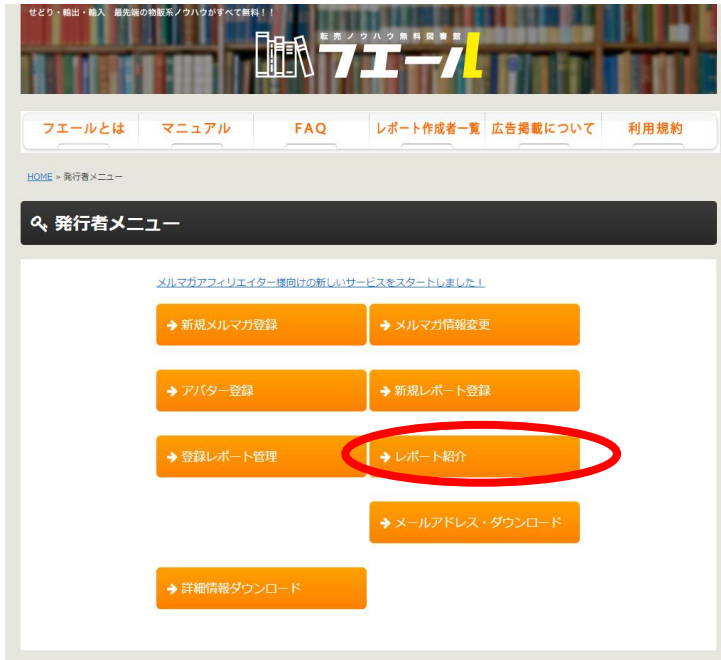 せどり・輸出・輸入 最先端の物販系ノウハウがすべて無料！！
転売ノウハウ無料図書館
フエール
フエールとは マニュアル FAQ レポート作成者一覧 広告掲載について 利用規約
HOME » 発行者メニュー
発行者メニュー
メルマガアフィリエイター様向けの新しいサービスをスタートしました！
新規メルマガ登録 メルマガ情報変更
アバター登録 新規レポート登録
登録レポート管理 レポート紹介
メールアドレス・ダウンロード
詳細情報ダウンロード